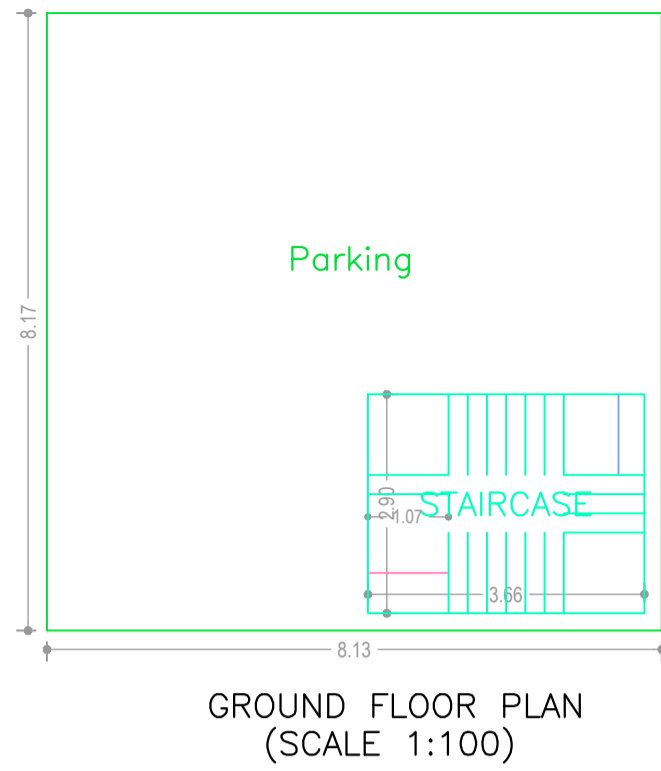 Parking
8.17
STAIRCASE
2.90
1.07
3.66
8.13
GROUND FLOOR PLAN
(SCALE 1:100)